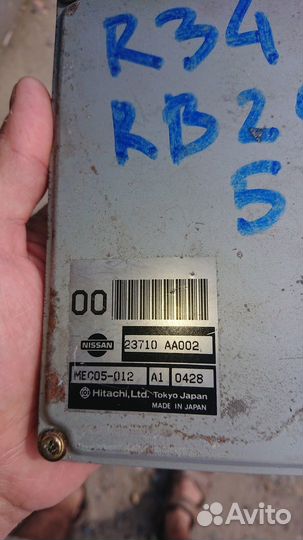 R34
RB2
5
00
NISSAN
23710 AA002
MEC05-012 A1 0428
Hitachi, Ltd. Tokyo Japan
MADE IN JAPAN
Avito